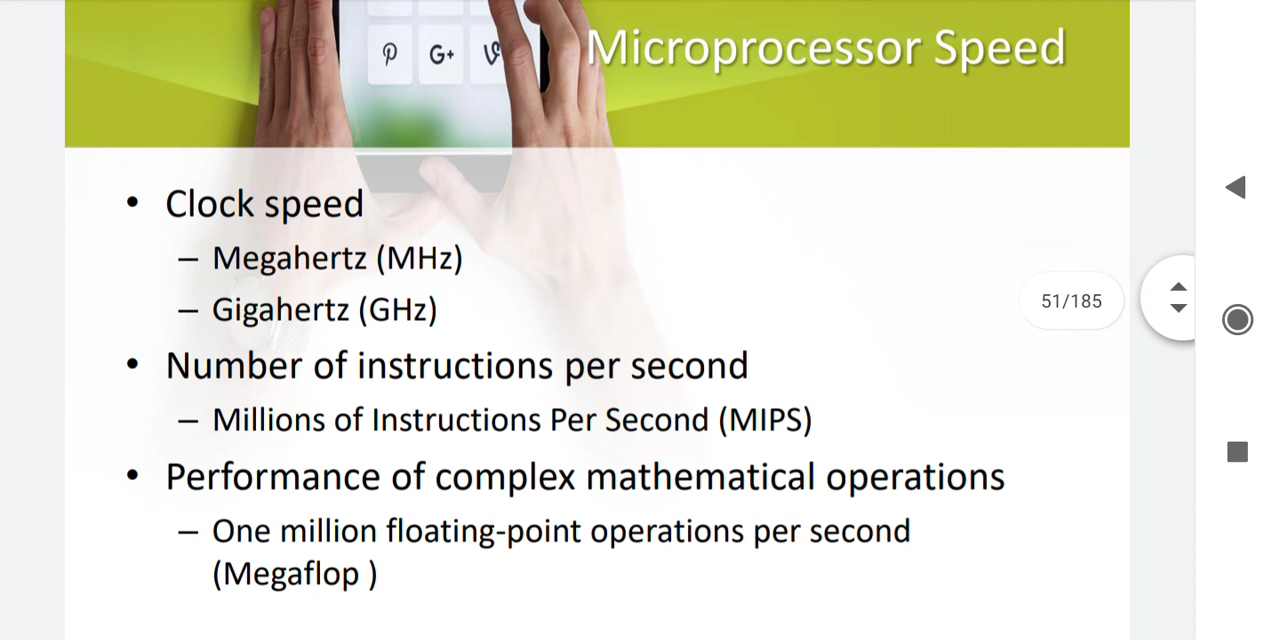 Microprocessor Speed
G+
• Clock speed
– Megahertz (MHz)
– Gigahertz (GHz)
• Number of instructions per second
– Millions of Instructions Per Second (MIPS)
• Performance of complex mathematical operations
– One million floating-point operations per second
(Megaflop )
51/185